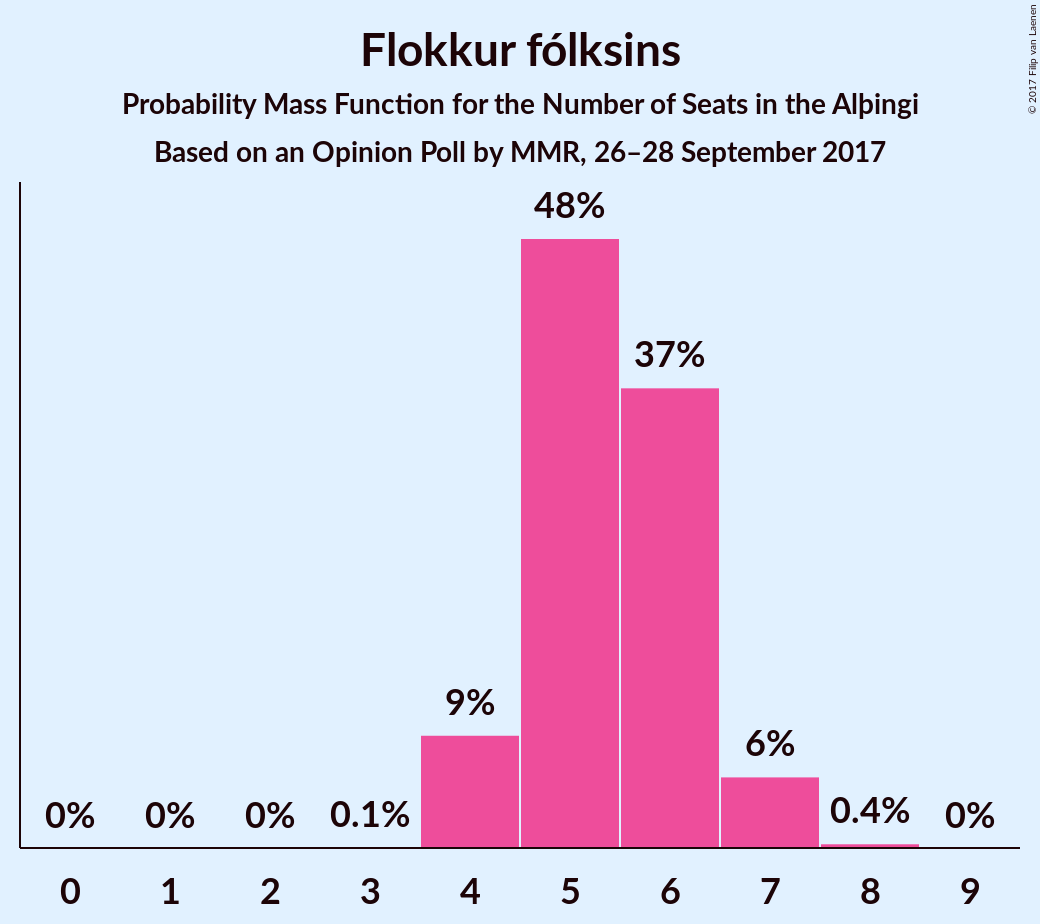 Flokkur fólksins
Probability Mass Function for the Number of Seats in the Alþingi
Based on an Opinion Poll by MMR, 26–28 September 2017
© 2017 Filip van Laenen
48%
37%
9%
6%
0% 0% 0% 0.1% 0.4% 0%
0 1 2 3 4 5 6 7 8 9